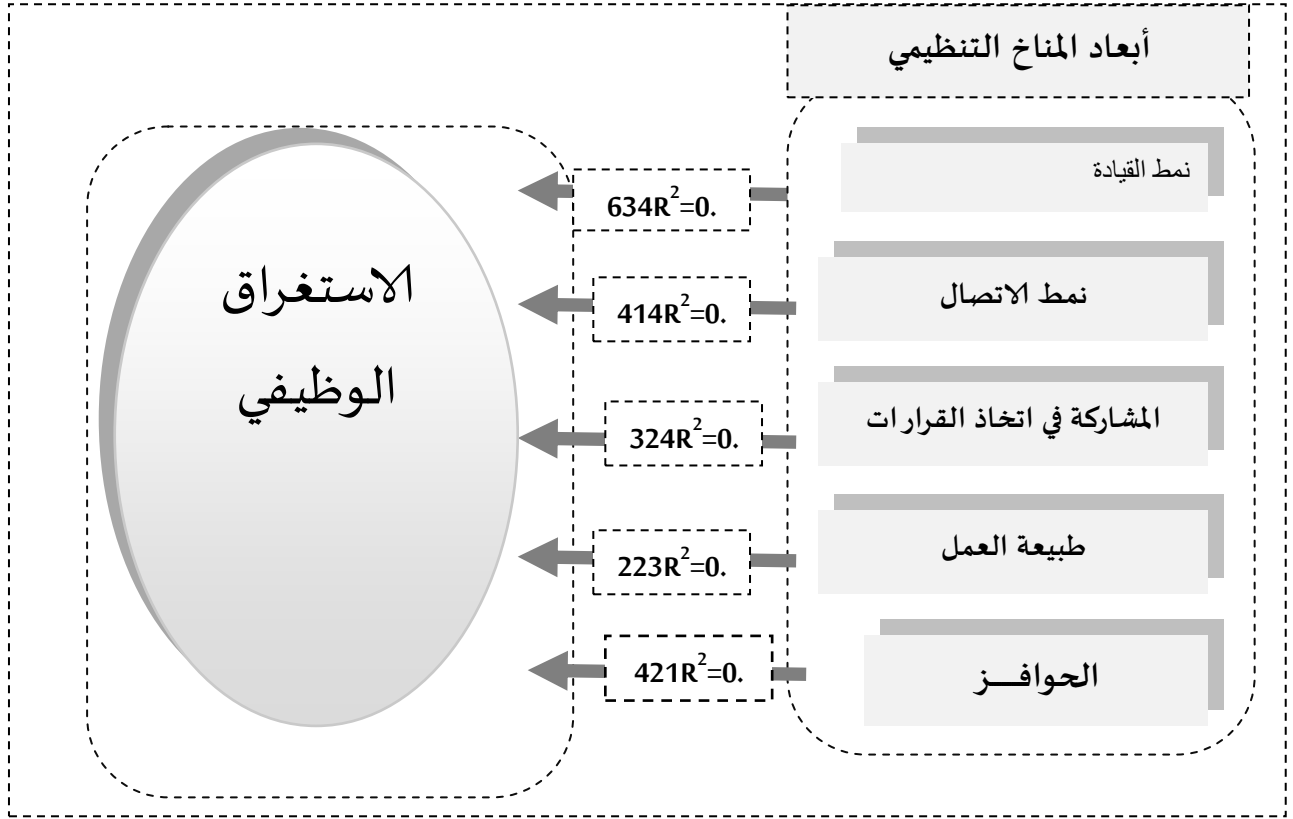 أبعاد المناخ التنظيمي
نمط القيادة
634R²=0.
نمط الاتصال
414R²=0.
المشاركة في اتخاذ القرارات
324R²=0.
طبيعة العمل
223R²=0.
الحوافــــز
421R²=0.
الاستغراق
الوظيفي